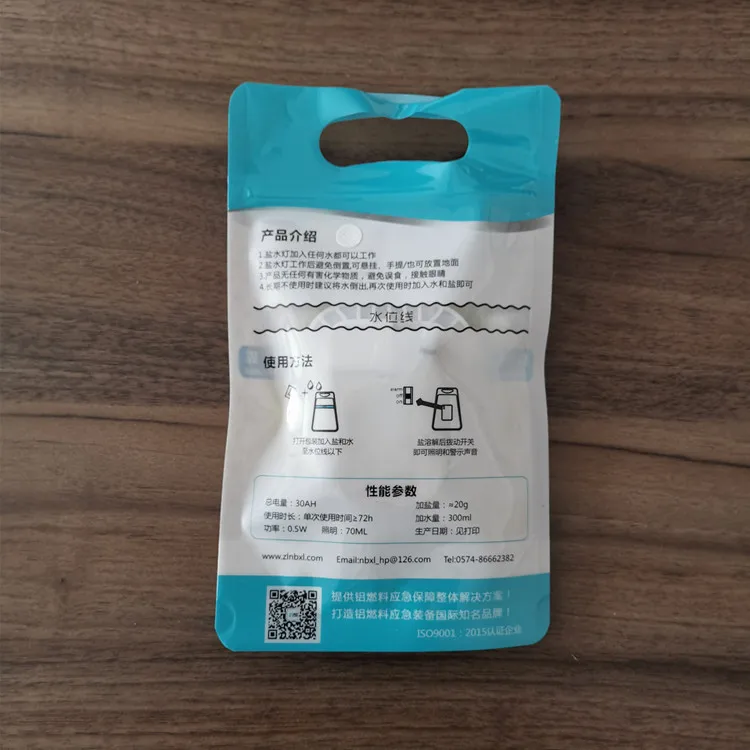 产品介绍
1.盐水灯加入任何水都可以工作
2.盐水灯工作后避免倒置,可悬挂、手提/也可放置地面
3.产品无任何有害化学物质，避免误食，接触眼睛
4.长期不使用时建议将水倒出,再次使用时加入水和盐即可
水位线
使用方法
alarm
off
on
打开包装加入盐和水
至水位线以下
盐溶解后拨动开关
即可照明和警示声音
性能参数
总电量：30AH
加盐量：≈20g
使用时长：单次使用时间≥72h
加水量：300ml
功率：0.5W 照明：70ML
生产日期：见打印
www.zlnbxl.com Email:nbxl_hp@126.com Tel:0574-86662382
提供铝燃料应急保障整体解决方案！
打造铝燃料应急装备国际知名品牌！
ISO9001：2015认证企业